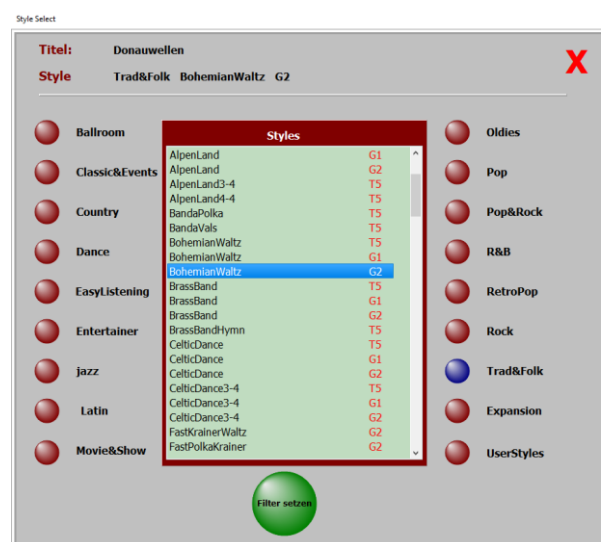 Style Select
Titel: Donauwellen
X
Style Trad&Folk BohemianWaltz G2
Ballroom
Classic&Events
Country
Dance
EasyListening
Entertainer
jazz
Latin
Movie&Show
Styles
AlpenLand G1
AlpenLand G2
AlpenLand3-4 T5
AlpenLand4-4 T5
BandaPolka T5
BandaVals T5
BohemianWaltz T5
BohemianWaltz G1
BohemianWaltz G2
BrassBand T5
BrassBand G1
BrassBand G2
BrassBandHymn T5
CelticDance T5
CelticDance G1
CelticDance G2
CelticDance3-4 T5
CelticDance3-4 G1
CelticDance3-4 G2
FastKrainerWaltz G2
FastPolkaKrainer G2
Oldies
Pop
Pop&Rock
R&B
RetroPop
Rock
Trad&Folk
Expansion
UserStyles
Filter setzen